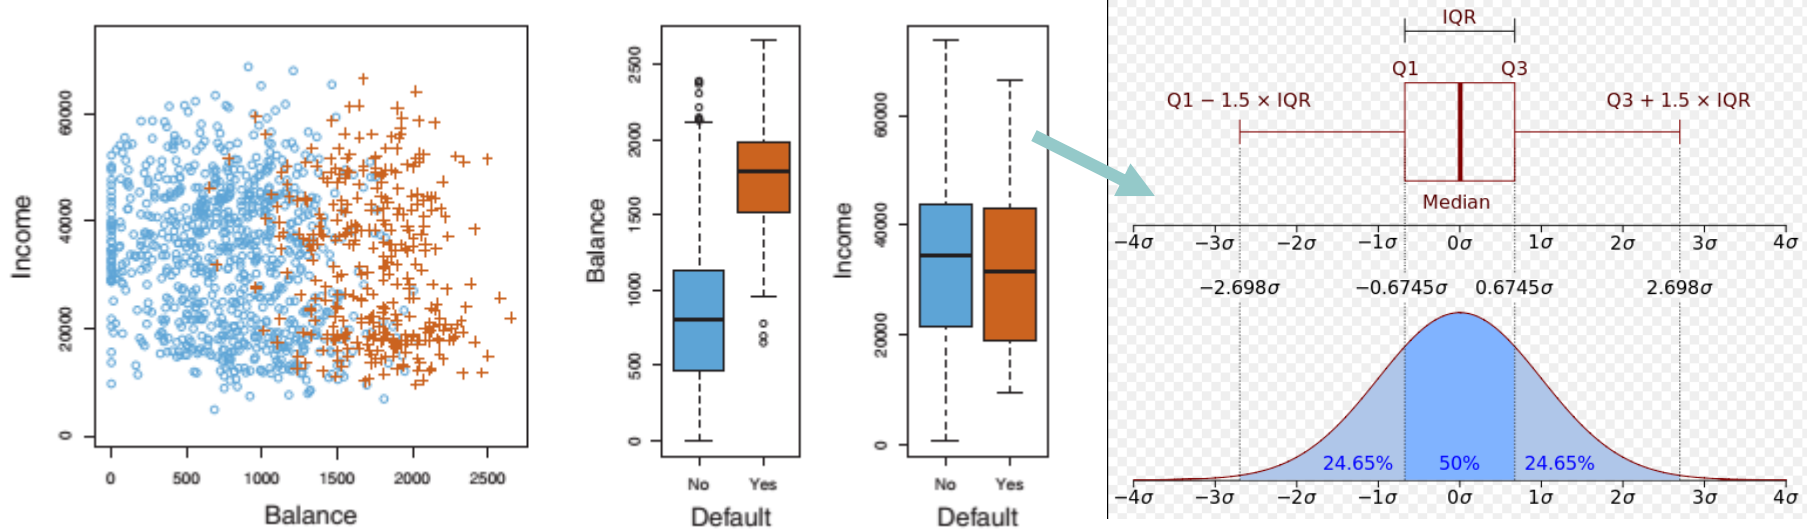 Income
60000
40000
20000
0
0 500 1000 1500 2000 2500
Balance
Balance
2500
2000
1500
1000
500
0
No Yes
Default
Income
60000
40000
20000
0
No Yes
Default
IQR
Q1 Q3
Q1 − 1.5 × IQR Q3 + 1.5 × IQR
Median
−4σ −3σ −2σ −1σ 0σ 1σ 2σ 3σ 4σ
−2.698σ −0.6745σ 0.6745σ 2.698σ
24.65% 50% 24.65%
−4σ −3σ −2σ −1σ 0σ 1σ 2σ 3σ 4σ